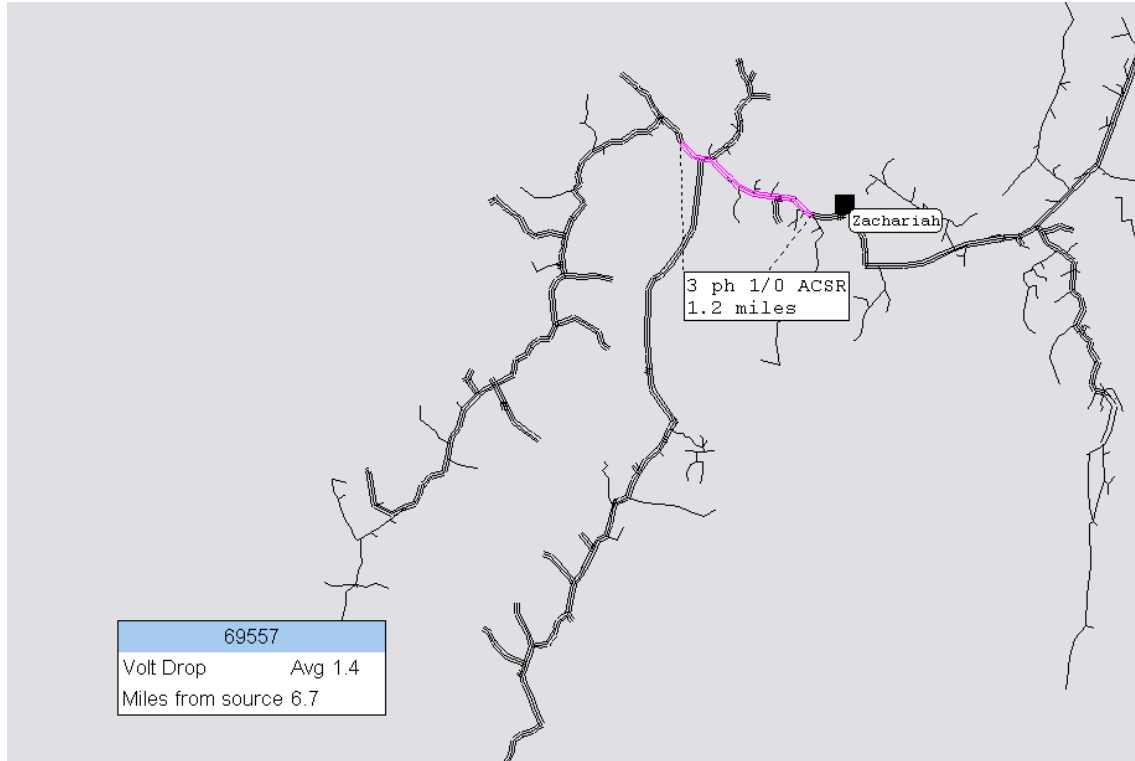 Zachariah
3 ph 1/0 ACSR
1.2 miles
69557
Volt Drop Avg 1.4
Miles from source 6.7